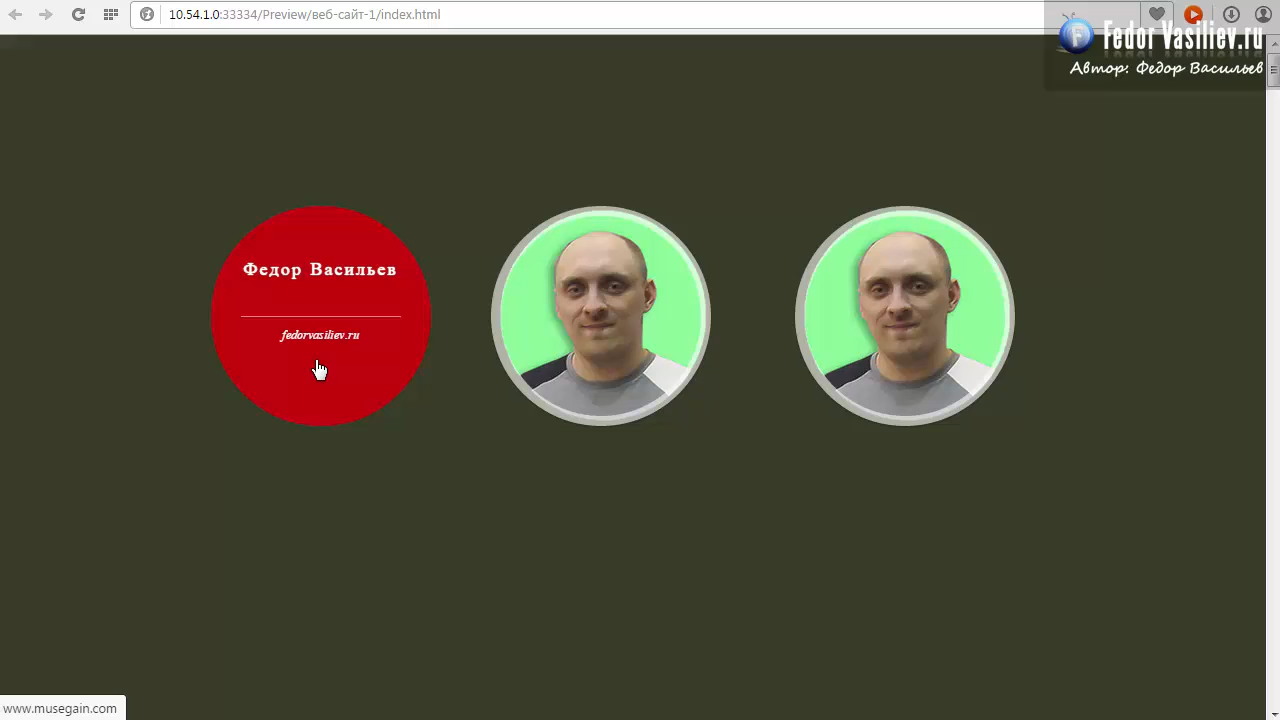 10.54.1.0:33334/Preview/веб-сайт-1/index.html
F Fedor Vasiliev.ru
Автор: Федор Васильев
Федор Васильев
fedorvasiliev.ru
www.musegain.com